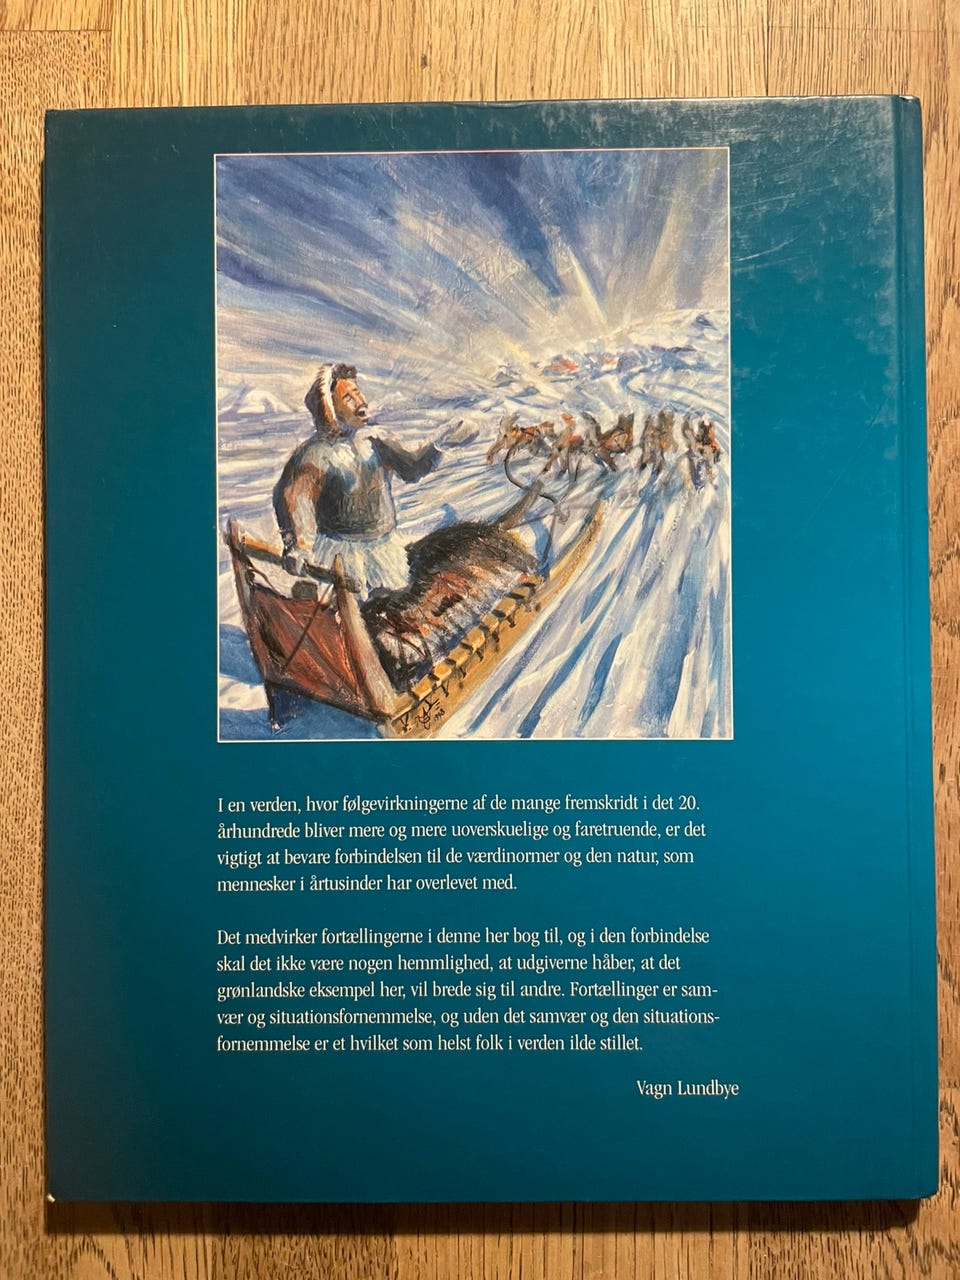 I en verden, hvor følgevirkningerne af de mange fremskridt i det 20.
århundrede bliver mere og mere uoverskuelige og faretruende, er det
vigtigt at bevare forbindelsen til de værdinormer og den natur, som
mennesker i årtusinder har overlevet med.
Det medvirker fortællingerne i denne her bog til, og i den forbindelse
skal det ikke være nogen hemmlighed, at udgiverne håber, at det
grønlandske eksempel her, vil brede sig til andre. Fortællinger er sam-
vær og situationsfornemmelse, og uden det samvær og den situations-
fornemmelse er et hvilket som helst folk i verden ilde stillet.
Vagn Lundbye